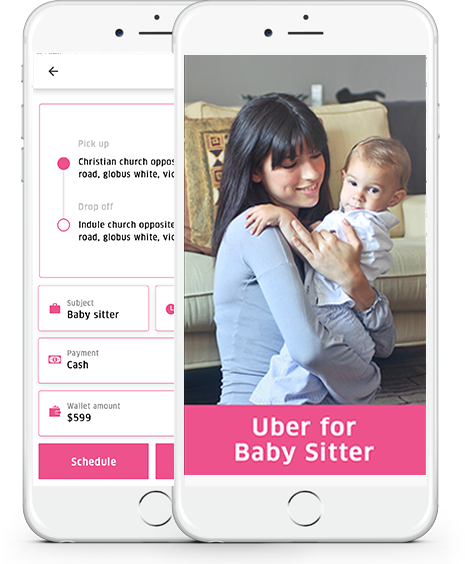 Pick up
Christian church oppos
road, globus white, vic
Drop off
Indule church opposite
road, globus white, vic
Subject
Baby sitter
Payment
Cash
Wallet amount
$599
Schedule
Uber for
Baby Sitter